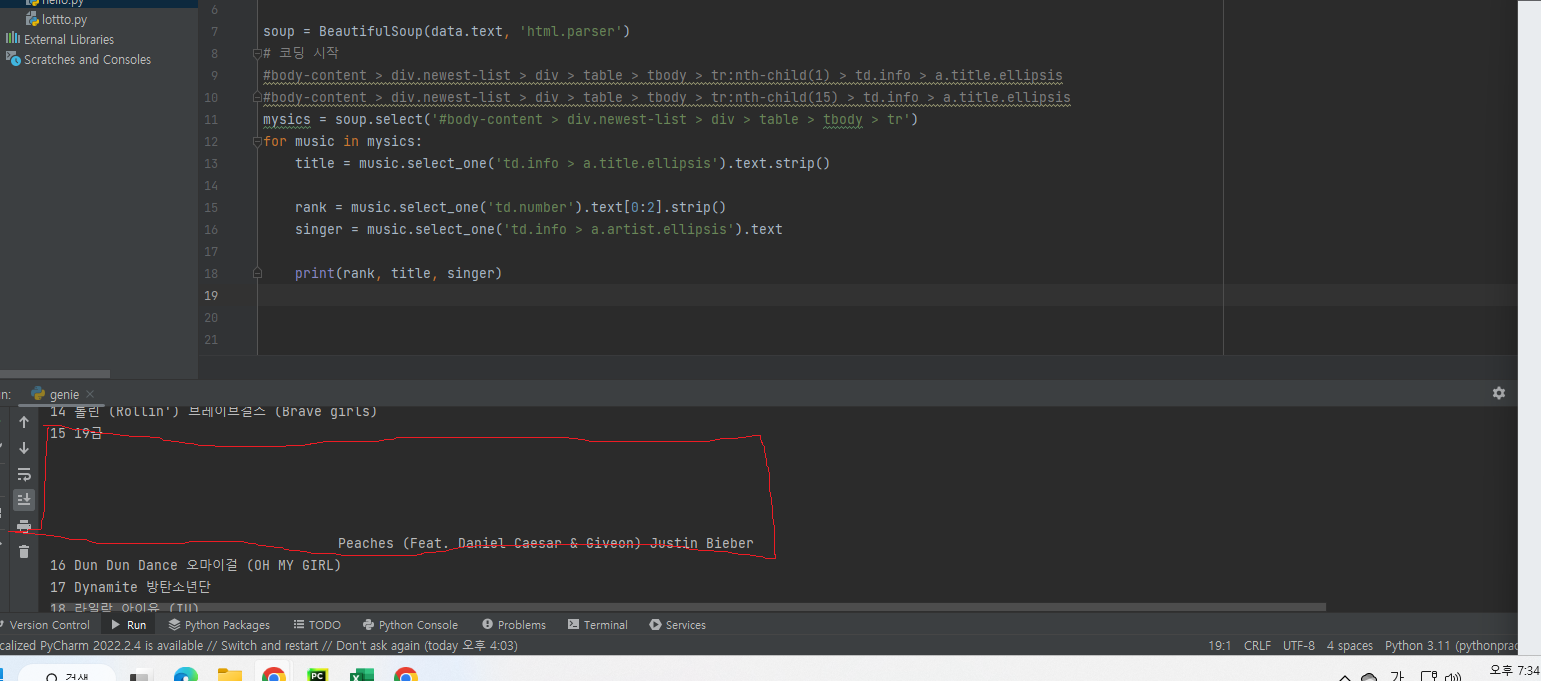 hello.py
lottto.py
External Libraries
Scratches and Consoles
6
7 soup = BeautifulSoup(data.text, 'html.parser')
8 # 코딩 시작
9 #body-content > div.newest-list > div > table > tbody > tr:nth-child(1) > td.info > a.title.ellipsis
10 #body-content > div.newest-list > div > table > tbody > tr:nth-child(15) > td.info > a.title.ellipsis
11 mysics = soup.select('#body-content > div.newest-list > div > table > tbody > tr')
12 for music in mysics:
13 title = music.select_one('td.info > a.title.ellipsis').text.strip()
14
15 rank = music.select_one('td.number').text[0:2].strip()
16 singer = music.select_one('td.info > a.artist.ellipsis').text
17
18 print(rank, title, singer)
19
20
21
n: genie
14 롤린 (Rollin') 브레이브걸스 (Brave girls)
15 19금
Peaches (Feat. Daniel Caesar & Giveon) Justin Bieber
16 Dun Dun Dance 오마이걸 (OH MY GIRL)
17 Dynamite 방탄소년단
18 라일락 아이유 (IU)
Version Control Run Python Packages TODO Python Console Problems Terminal Services
calized PyCharm 2022.2.4 is available // Switch and restart // Don't ask again (today 오후 4:03)
19:1 CRLF UTF-8 4 spaces Python 3.11 (pythonprac
검색
PC
가
오후 7:34